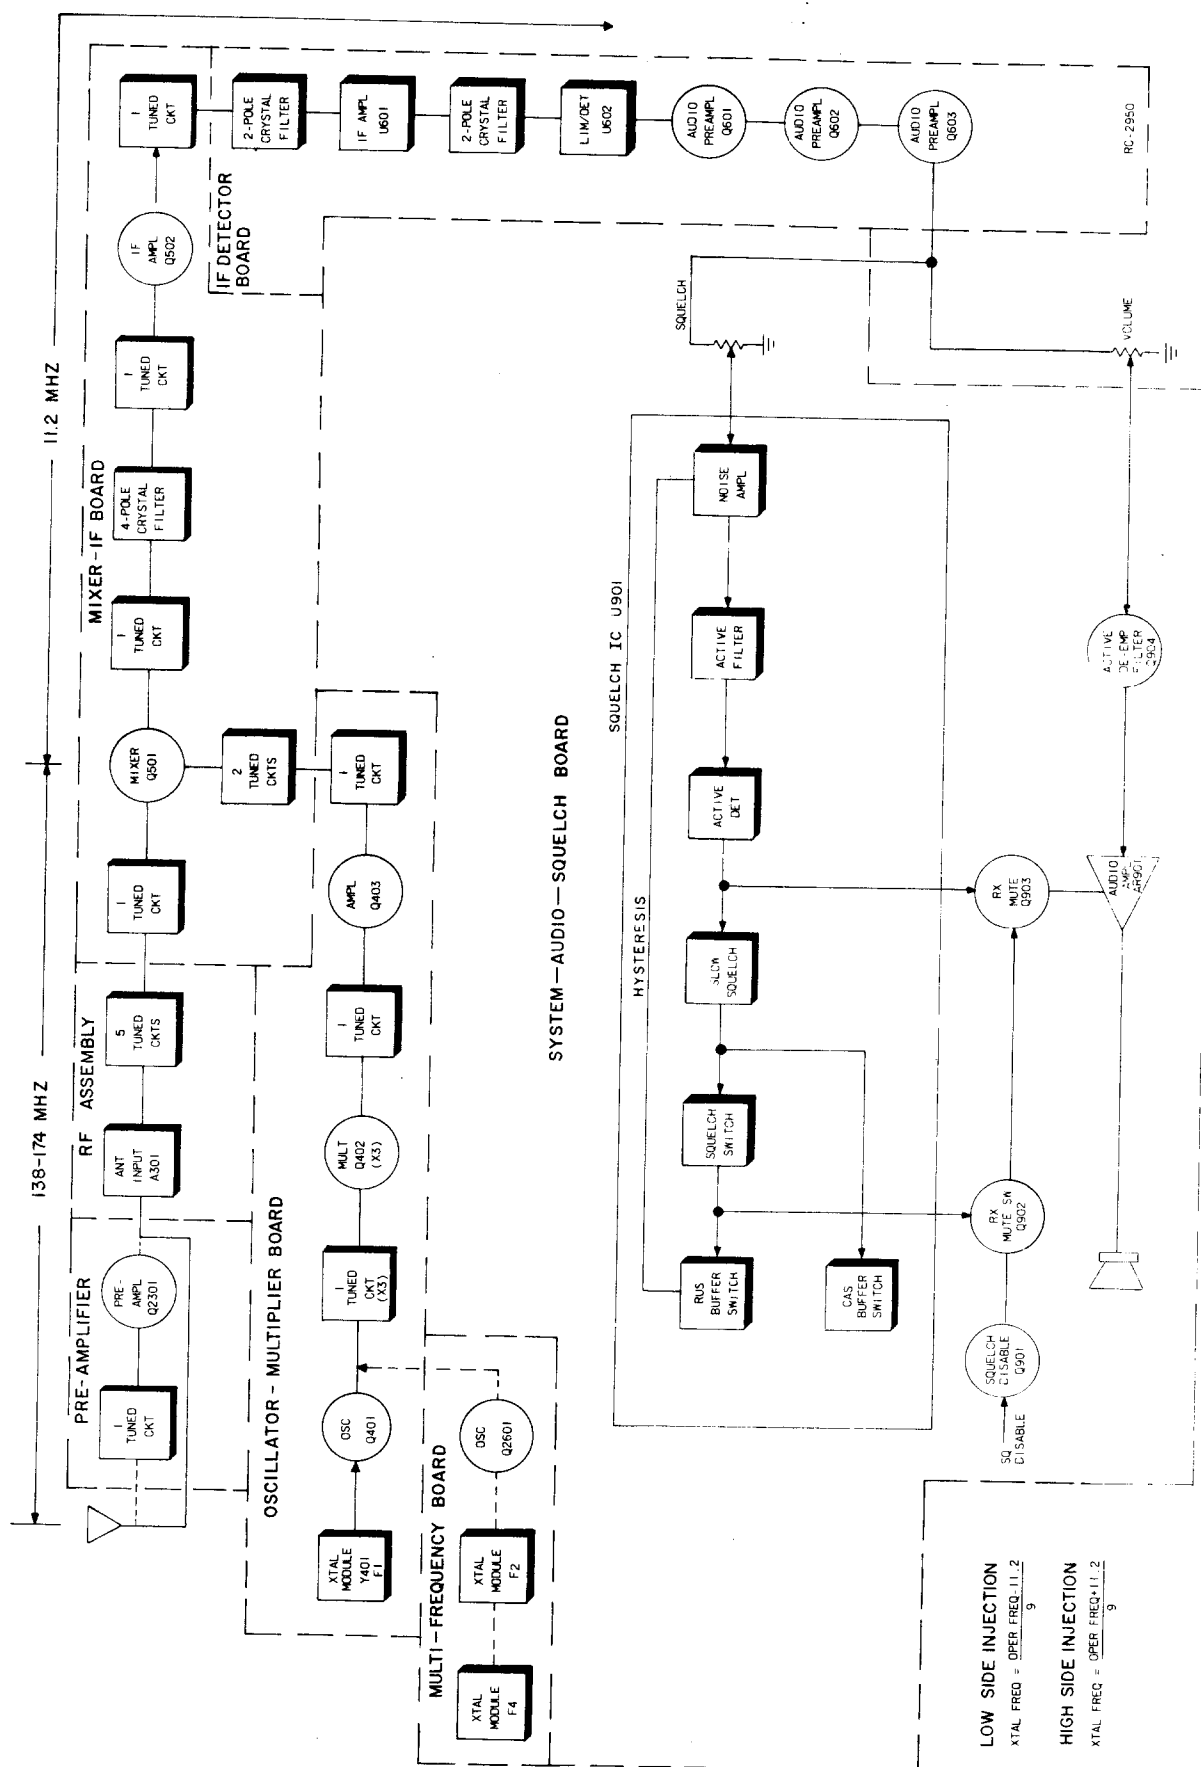 138-174 MHZ
11.2 MHZ
PRE-AMPLIFIER
RF ASSEMBLY
MIXER-IF BOARD
1
TUNED
CKT
PRE-
AMPL
Q2301
ANT
INPUT
A301
5
TUNED
CKTS
1
TUNED
CKT
MIXER
Q501
1
TUNED
CKT
4-POLE
CRYSTAL
FILTER
1
TUNED
CKT
IF
AMPL
Q502
1
TUNED
CKT
IF DETECTOR
BOARD
2-POLE
CRYSTAL
FILTER
IF AMPL
U601
2-POLE
CRYSTAL
FILTER
LIM/DET
U602
AUDIO
PREAMPL
Q601
AUDIO
PREAMPL
Q602
AUDIO
PREAMPL
Q603
RC-2950
2
TUNED
CKTS
OSCILLATOR-MULTIPLIER BOARD
XTAL
MODULE
Y401
F1
OSC
Q401
1
TUNED
CKT
(X3)
MULT
Q402
(X3)
1
TUNED
CKT
AMPL
Q403
1
TUNED
CKT
MULTI-FREQUENCY BOARD
XTAL
MODULE
F4
XTAL
MODULE
F2
OSC
Q2601
SYSTEM-AUDIO-SQUELCH BOARD
SQUELCH IC U901
HYSTERESIS
SQUELCH
VOLUME
RUS
BUFFER
SWITCH
SQUELCH
SWITCH
SLOW
SQUELCH
ACTIVE
DET
ACTIVE
FILTER
NOISE
AMPL
CAS
BUFFER
SWITCH
SQ
DISABLE
SQUELCH
DISABLE
Q901
RX
MUTE SW
Q902
RX
MUTE
Q903
AUDIO
AMPL
AR901
ACTIVE
DE-EMP
FILTER
Q904
LOW SIDE INJECTION
XTAL FREQ = OPER FREQ-11.2
9
HIGH SIDE INJECTION
XTAL FREQ = OPER FREQ+11.2
9